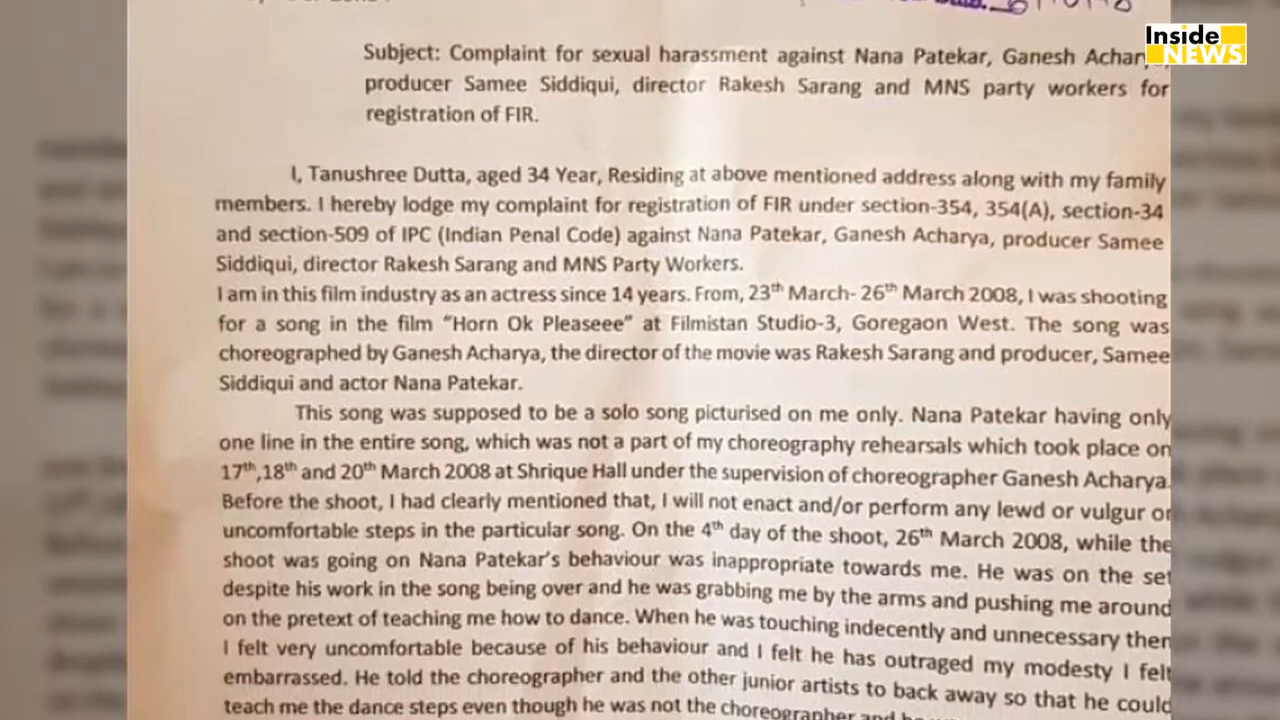 Inside
NEWS
Subject: Complaint for sexual harassment against Nana Patekar, Ganesh Acharya,
producer Samee Siddiqui, director Rakesh Sarang and MNS party workers for
registration of FIR.
I, Tanushree Dutta, aged 34 Year, Residing at above mentioned address along with my family
members. I hereby lodge my complaint for registration of FIR under section-354, 354(A), section-34
and section-509 of IPC (Indian Penal Code) against Nana Patekar, Ganesh Acharya, producer Samee
Siddiqui, director Rakesh Sarang and MNS Party Workers.
I am in this film industry as an actress since 14 years. From, 23th March- 26th March 2008, I was shooting
for a song in the film "Horn Ok Pleaseee" at Filmistan Studio-3, Goregaon West. The song was
choreographed by Ganesh Acharya, the director of the movie was Rakesh Sarang and producer, Samee
Siddiqui and actor Nana Patekar.
This song was supposed to be a solo song picturised on me only. Nana Patekar having only
one line in the entire song, which was not a part of my choreography rehearsals which took place on
17th,18th and 20th March 2008 at Shrique Hall under the supervision of choreographer Ganesh Acharya.
Before the shoot, I had clearly mentioned that, I will not enact and/or perform any lewd or vulgur or
uncomfortable steps in the particular song. On the 4th day of the shoot, 26th March 2008, while the
shoot was going on Nana Patekar's behaviour was inappropriate towards me. He was on the set
despite his work in the song being over and he was grabbing me by the arms and pushing me around
on the pretext of teaching me how to dance. When he was touching indecently and unnecessary then
I felt very uncomfortable because of his behaviour and I felt he has outraged my modesty I felt
embarrassed. He told the choreographer and the other junior artists to back away so that he could
teach me the dance steps even though he was not the choreographer and